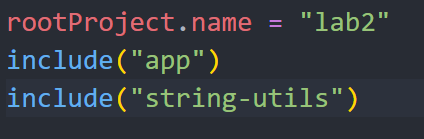 rootProject.name = "lab2"
include("app")
include("string-utils")